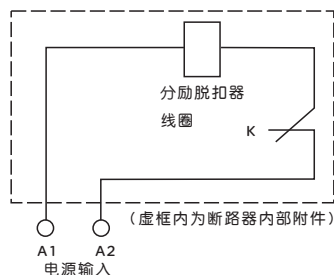 分励脱扣器
线圈
K
(虚框内为断路器内部附件)
A1 A2
电源输入